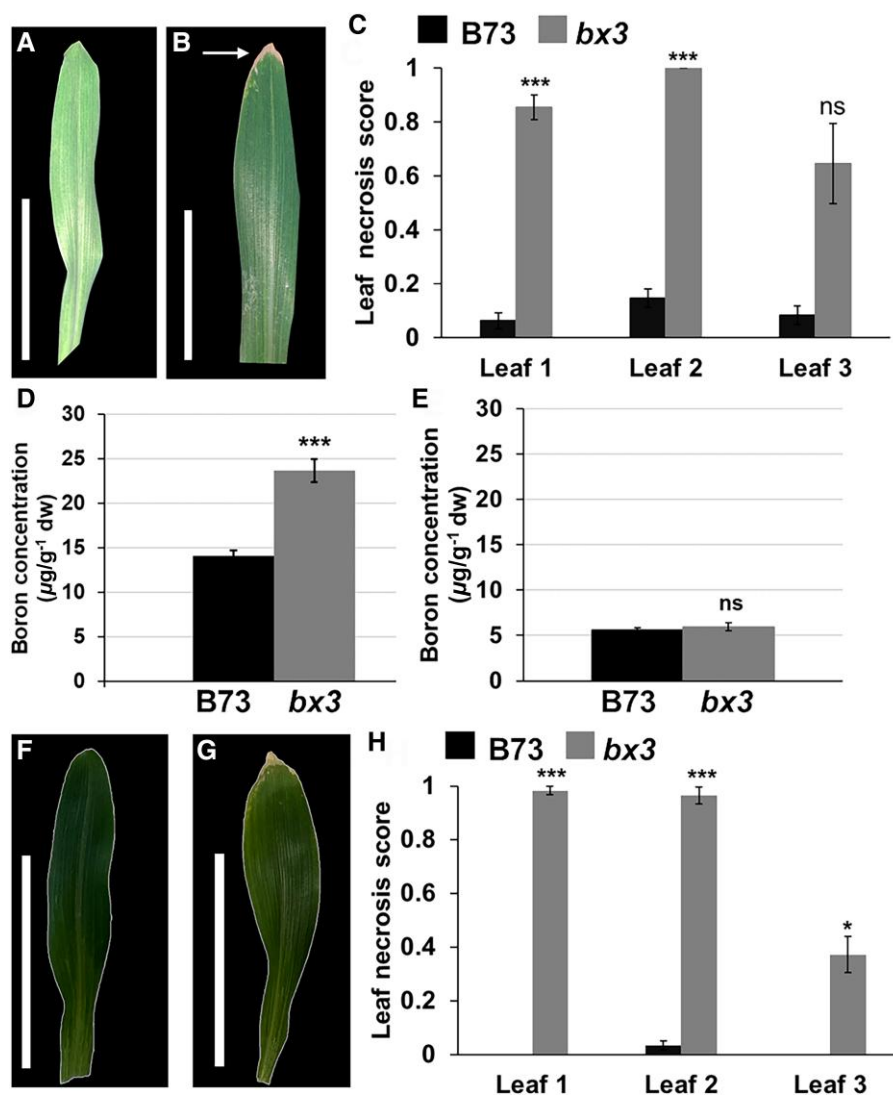 A
B
C
B73 bx3
Leaf necrosis score
1
0.8
0.6
0.4
0.2
0
***
***
ns
Leaf 1 Leaf 2 Leaf 3
D
Boron concentration
(µg/g⁻¹ dw)
30
25
20
15
10
5
0
***
B73 bx3
E
Boron concentration
(µg/g⁻¹ dw)
30
25
20
15
10
5
0
ns
B73 bx3
F
G
H
B73 bx3
Leaf necrosis score
1
0.8
0.6
0.4
0.2
0
***
***
*
Leaf 1 Leaf 2 Leaf 3